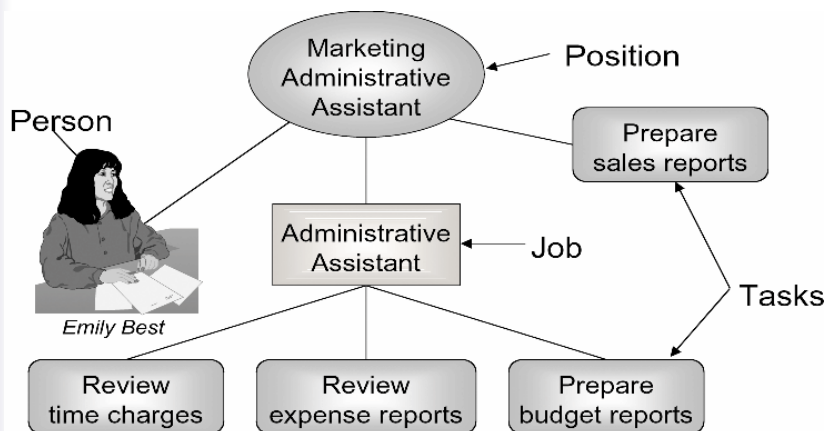 Marketing
Administrative
Assistant
Position
Person
Prepare
sales reports
Administrative
Assistant
Job
Tasks
Emily Best
Review
time charges
Review
expense reports
Prepare
budget reports